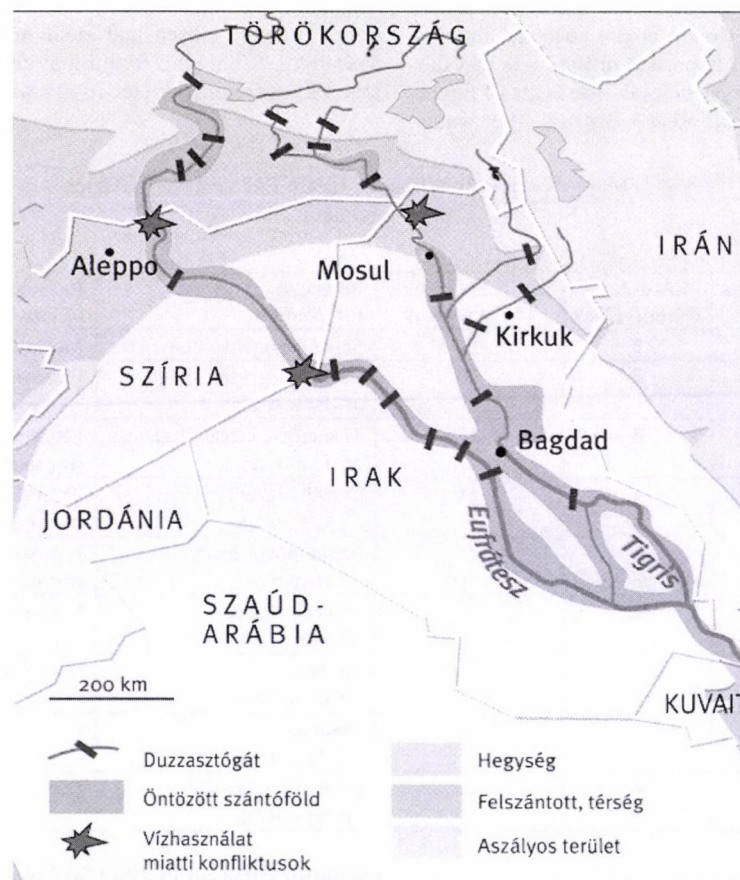 TÖRÖKORSZÁG
IRÁN
Aleppo
Mosul
Kirkuk
SZÍRIA
Bagdad
IRAK
JORDÁNIA
Eufrátesz
Tigris
SZAÚD-
ARÁBIA
200 km
KUVAIT
Duzzasztógát
Öntözött szántóföld
Vízhasználat
miatti konfliktusok
Hegység
Felszántott, térség
Aszályos terület